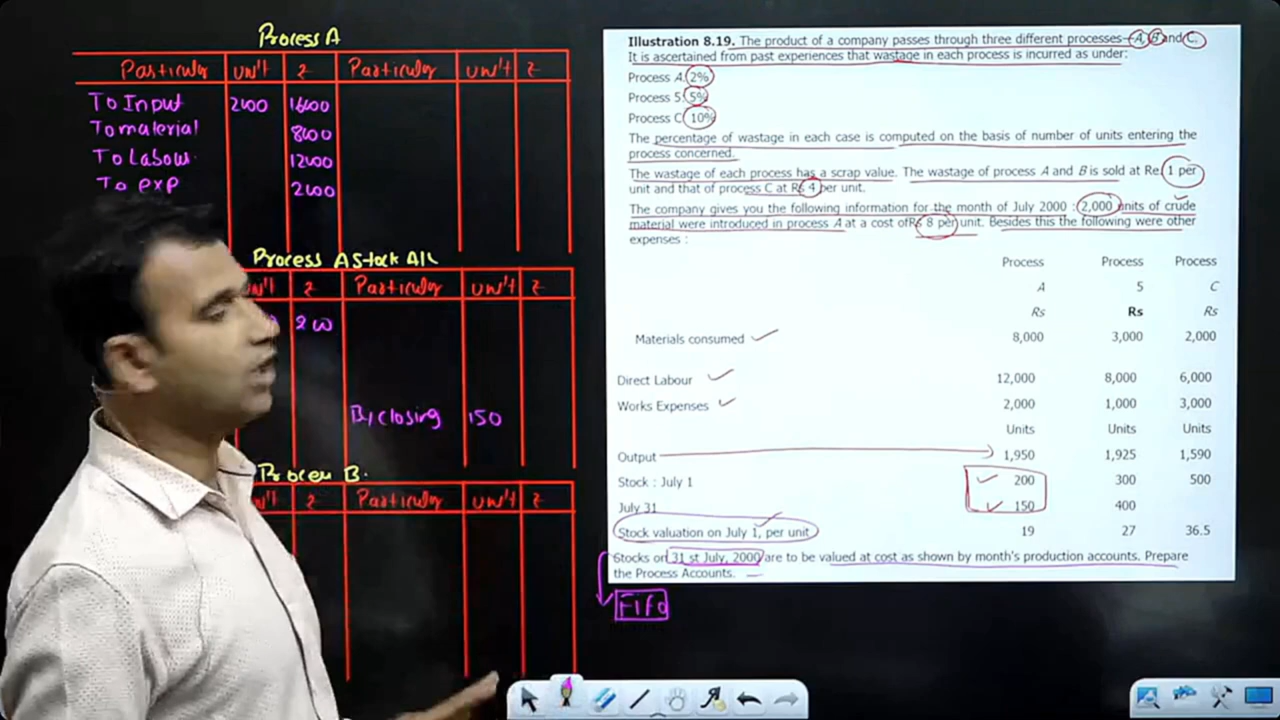 Process A
Particular Unit ₹ Particular Unit ₹
To Input 2000 16000
To material 8000
To Labour 12000
To exp 2000
Process A Stock A/c
₹ Particular Unit ₹
200
By closing 150
Process B.
₹ Particular Unit ₹
Illustration 8.19. The product of a company passes through three different processes—A, B and C.
It is ascertained from past experiences that wastage in each process is incurred as under:
Process A 2%
Process 5: 5%
Process C 10%
The percentage of wastage in each case is computed on the basis of number of units entering the
process concerned.
The wastage of each process has a scrap value. The wastage of process A and B is sold at Re. 1 per
unit and that of process C at Rs 4 per unit.
The company gives you the following information for the month of July 2000 : 2,000 units of crude
material were introduced in process A at a cost of Rs 8 per unit. Besides this the following were other
expenses :
Process Process Process
A 5 C
Rs Rs Rs
Materials consumed 8,000 3,000 2,000
Direct Labour 12,000 8,000 6,000
Works Expenses 2,000 1,000 3,000
Units Units Units
Output 1,950 1,925 1,590
Stock : July 1 200 300 500
July 31 150 400
Stock valuation on July 1, per unit 19 27 36.5
Stocks on 31 st July, 2000 are to be valued at cost as shown by month's production accounts. Prepare
the Process Accounts.
Fifo